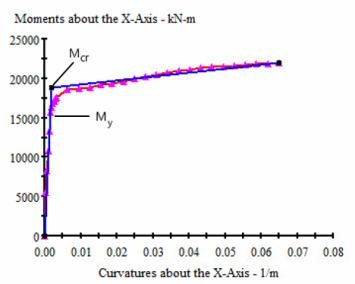 Moments about the X-Axis - kN-m
25000
20000
15000
10000
5000
0
Mcr
My
0.00 0.01 0.02 0.03 0.04 0.05 0.06 0.07 0.08
Curvatures about the X-Axis - 1/m